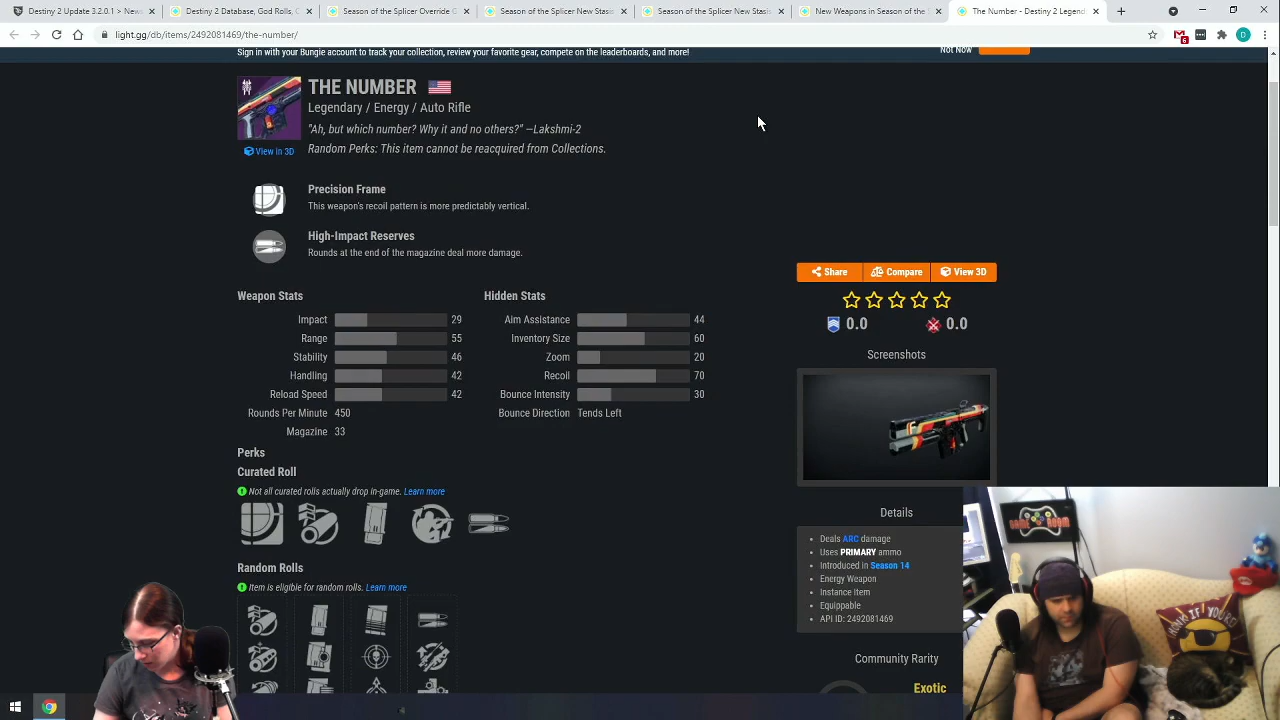 Destiny 2 Update 3.2.0.1 > News
Destiny 2 Database, God Rolls, C
Season of the Splicer Override G
Season of the Splicer New Stasis
Season of the Splicer New Stasis
New Weapons in Season of the
The Number - Destiny 2 Legend
light.gg/db/items/2492081469/the-number/
6
D
Sign in with your Bungie account to track your collection, review your favorite gear, compete on the leaderboards, and more!
Not Now
THE NUMBER
Legendary / Energy / Auto Rifle
"Ah, but which number? Why it and no others?" —Lakshmi-2
Random Perks: This item cannot be reacquired from Collections.
View in 3D
Precision Frame
This weapon's recoil pattern is more predictably vertical.
High-Impact Reserves
Rounds at the end of the magazine deal more damage.
Weapon Stats
Impact 29
Range 55
Stability 46
Handling 42
Reload Speed 42
Rounds Per Minute 450
Magazine 33
Hidden Stats
Aim Assistance 44
Inventory Size 60
Zoom 20
Recoil 70
Bounce Intensity 30
Bounce Direction Tends Left
Share
Compare
View 3D
0.0
0.0
Screenshots
Perks
Curated Roll
Not all curated rolls actually drop in-game. Learn more
Random Rolls
Item is eligible for random rolls. Learn more
Details
Deals ARC damage
Uses PRIMARY ammo
Introduced in Season 14
Energy Weapon
Instance Item
Equippable
API ID: 2492081469
Community Rarity
Exotic
GAME ROOM